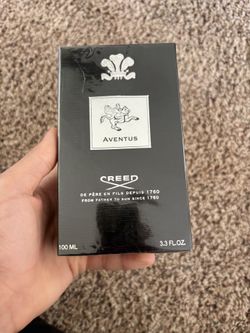 AVENTUS
CREED
DE PÈRE EN FILS DEPUIS 1760
FROM FATHER TO SON SINCE 1760
100 ML 3.3 FL.OZ.